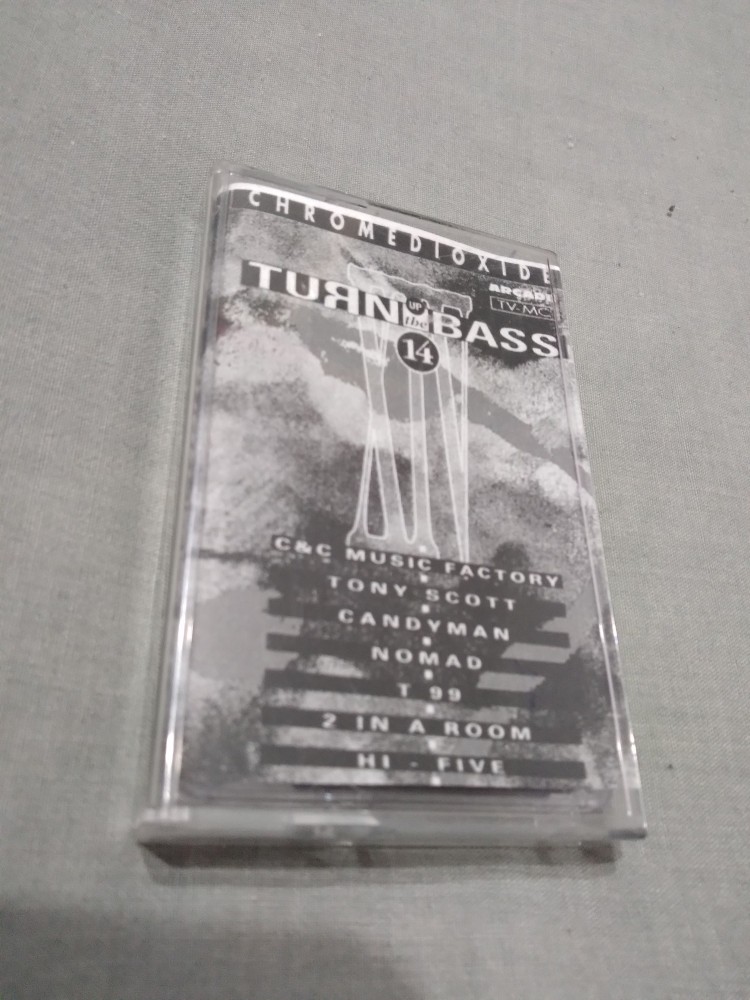 CHROMEDIOXIDE
ARCADE
TV-MC
TURN UP the BASS
14
C&C MUSIC FACTORY
TONY SCOTT
CANDYMAN
NOMAD
T 99
2 IN A ROOM
HI - FIVE